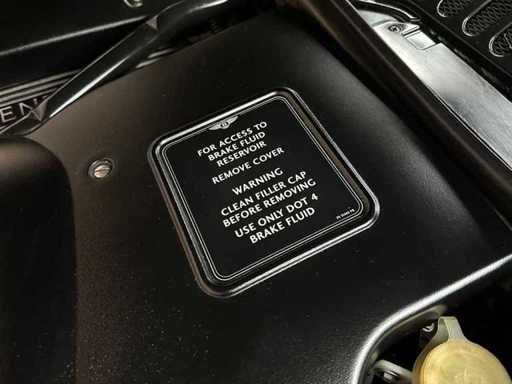 EN
FOR ACCESS TO
BRAKE FLUID
RESERVOIR
REMOVE COVER
WARNING
CLEAN FILLER CAP
BEFORE REMOVING
USE ONLY DOT 4
BRAKE FLUID